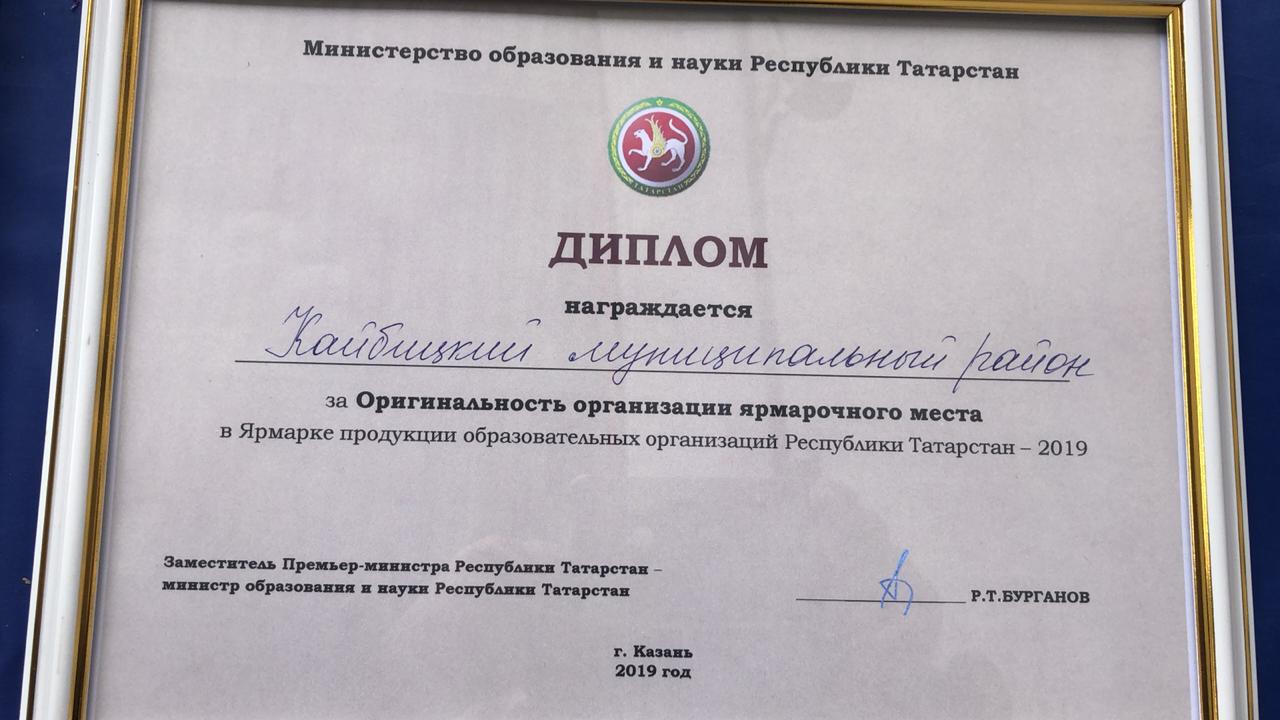 Министерство образования и науки Республики Татарстан
ТАТАРСТАН
ДИПЛОМ
награждается
Кайбицкий муниципальный район
за Оригинальность организации ярмарочного места
в Ярмарке продукции образовательных организаций Республики Татарстан – 2019
Заместитель Премьер-министра Республики Татарстан –
министр образования и науки Республики Татарстан
Р.Т.БУРГАНОВ
г. Казань
2019 год